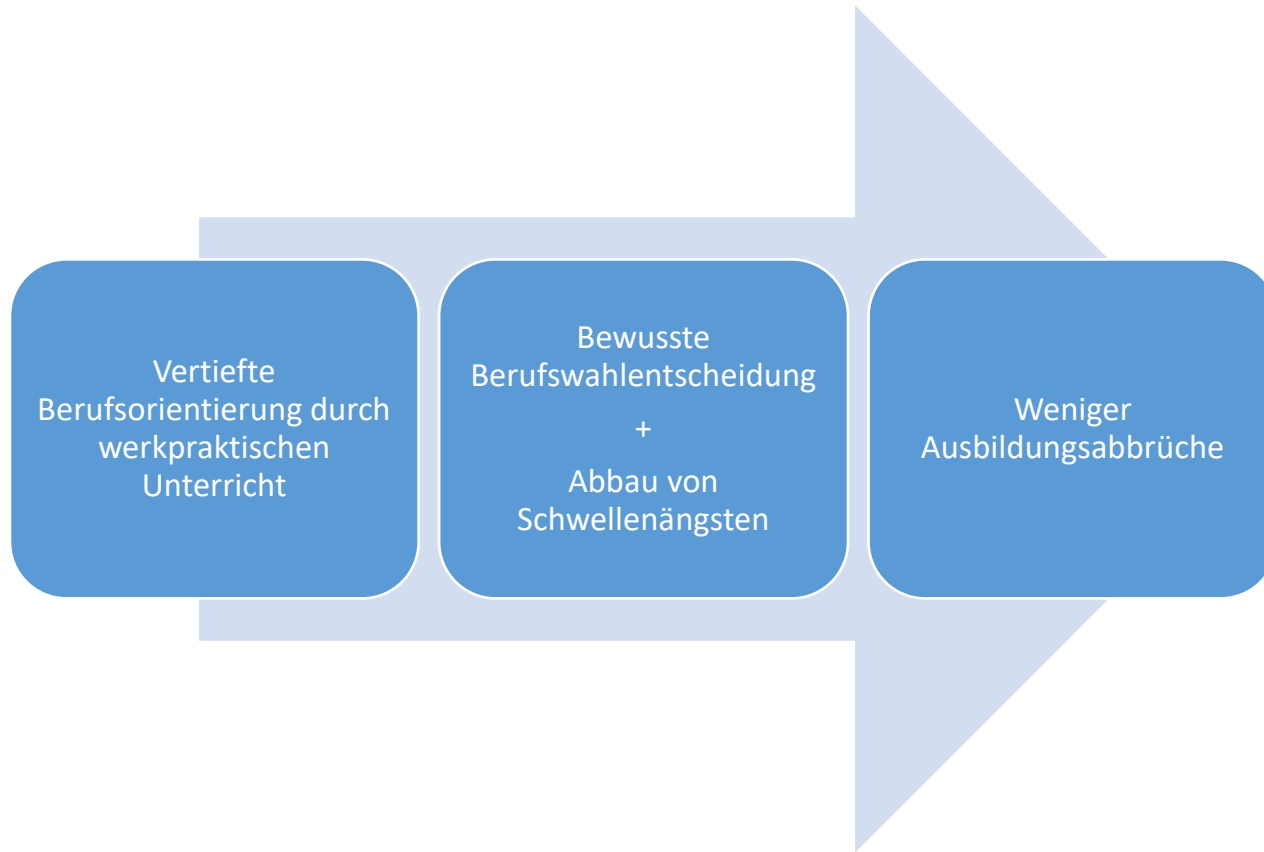 Vertiefte
Berufsorientierung durch
werkpraktischen
Unterricht
Bewusste
Berufswahlentscheidung
+
Abbau von
Schwellenängsten
Weniger
Ausbildungsabbrüche